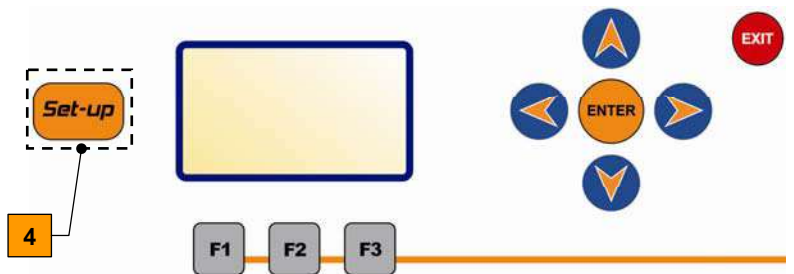 EXIT
Set-up
ENTER
4
F1 F2 F3